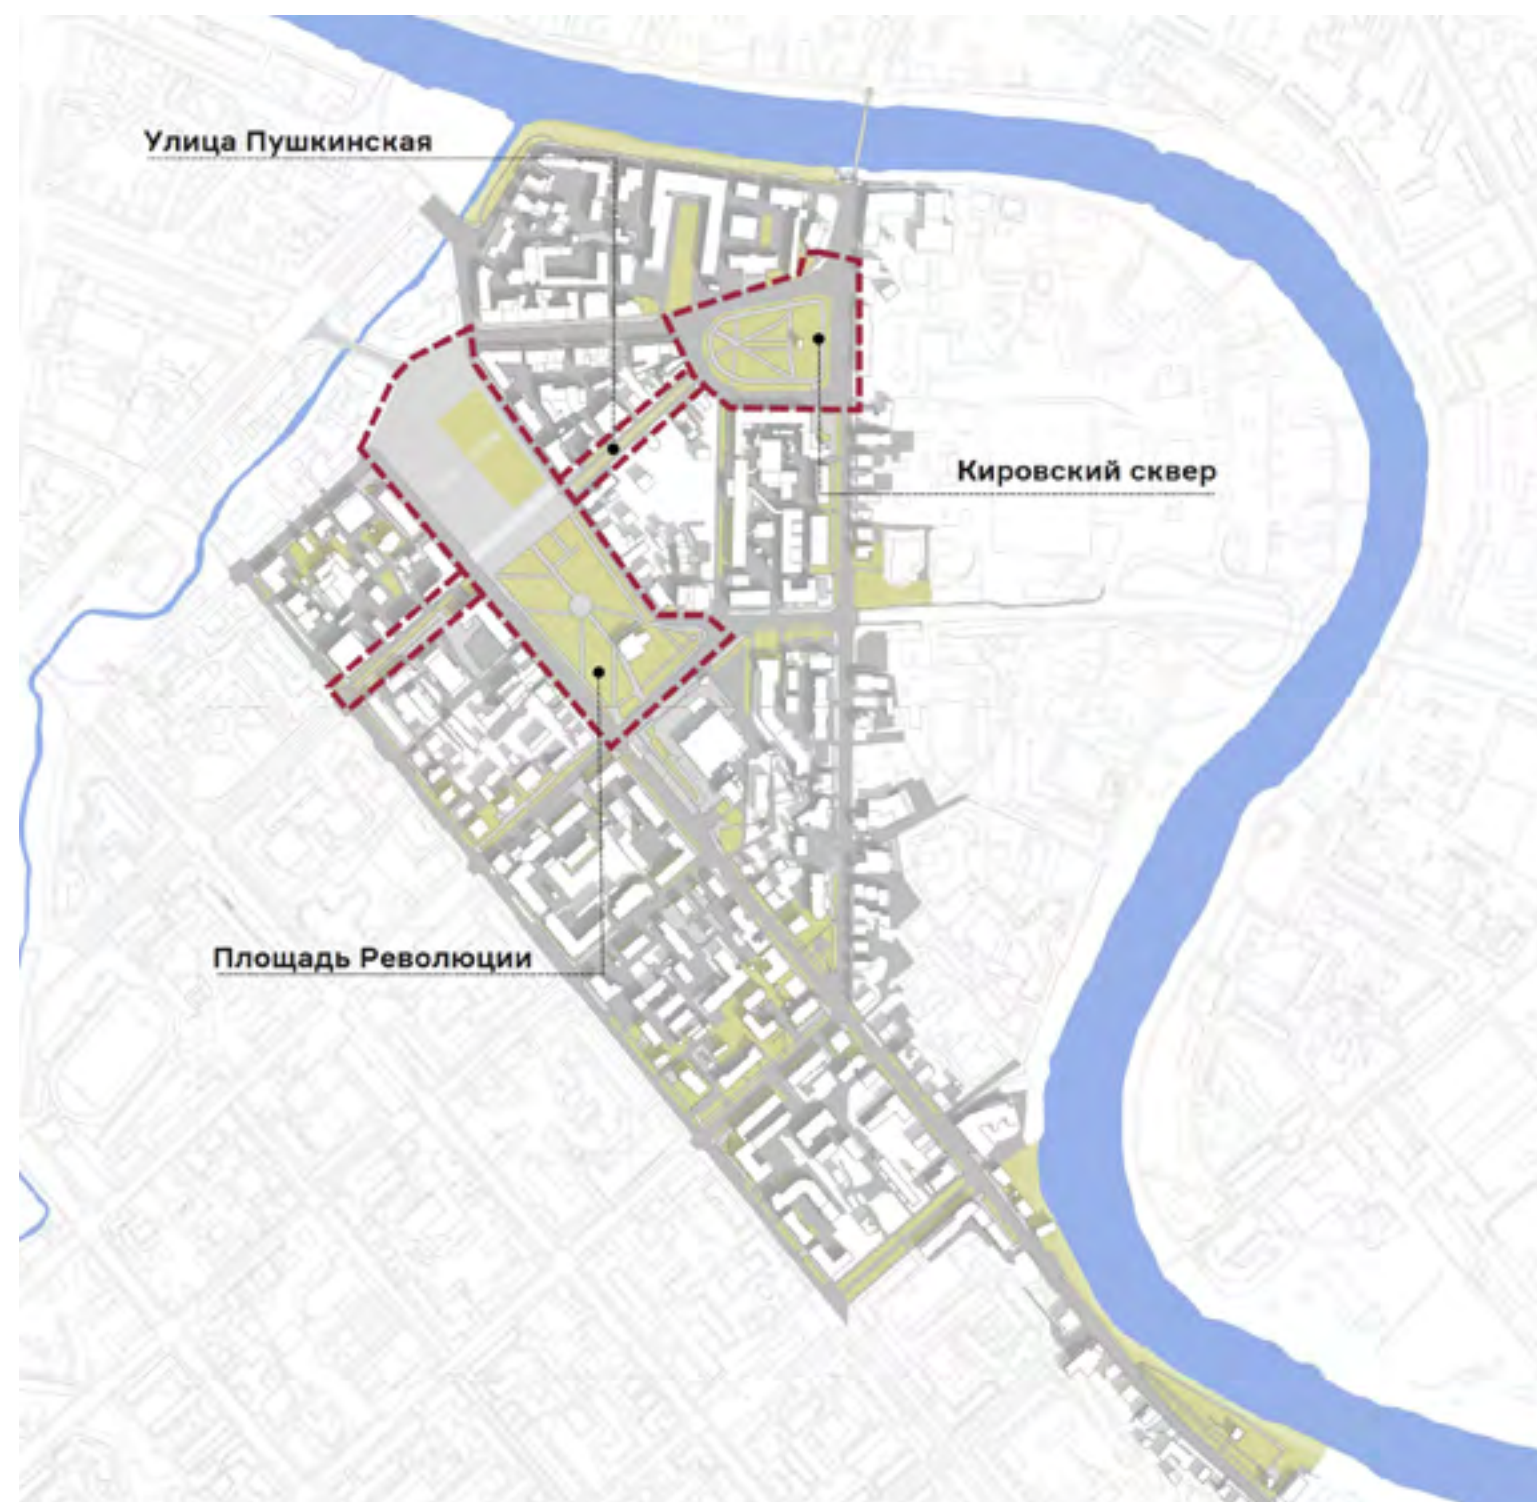 Улица Пушкинская
Кировский сквер
Площадь Революции